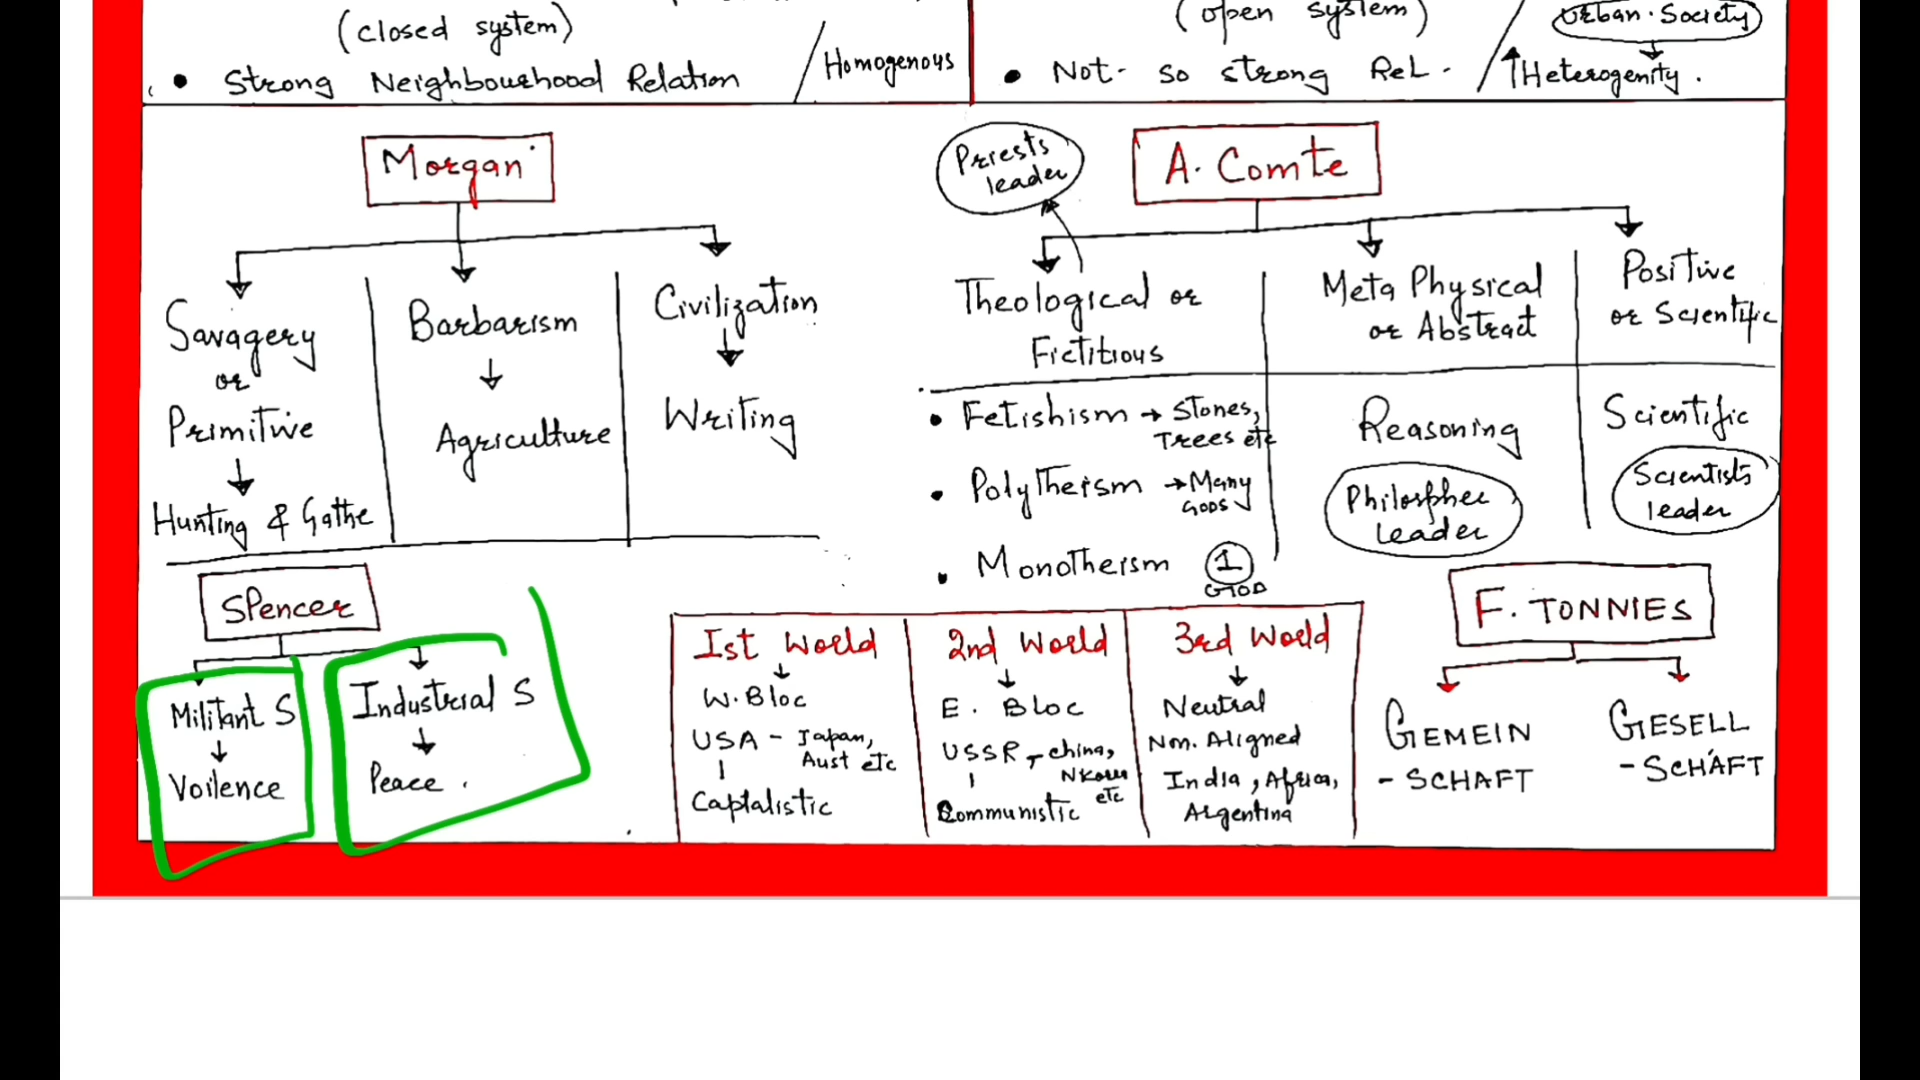 (closed system)
• Strong Neighbourhood Relation / Homogenous
(open system)
Urban. Society
• Not- so strong Rel. / ↑Heterogenity.
Morgan
Savagery
or
Primitive
Hunting & Gathe
Barbarism
Agriculture
Civilization
Writing
A. Comte
Priests
leader
Theological or
Fictitious
• Fetishism → Stones,
Trees etc
• Polytheism → Many
Gods
• Monotheism 1
GOD
Meta Physical
or Abstract
Reasoning
Philospher
leader
Positive
or Scientific
Scientific
Scientists
leader
Spencer
Militant S
Voilence
Industrial S
Peace.
Ist World
W. Bloc
USA - Japan,
Aust etc
Captalistic
2nd World
E. Bloc
USSR - china,
etc
Communistic
3rd World
Neutral
Non. Aligned
India, Africa,
Argentina
F. TONNIES
GEMEIN
- SCHAFT
GESELL
- SCHAFT